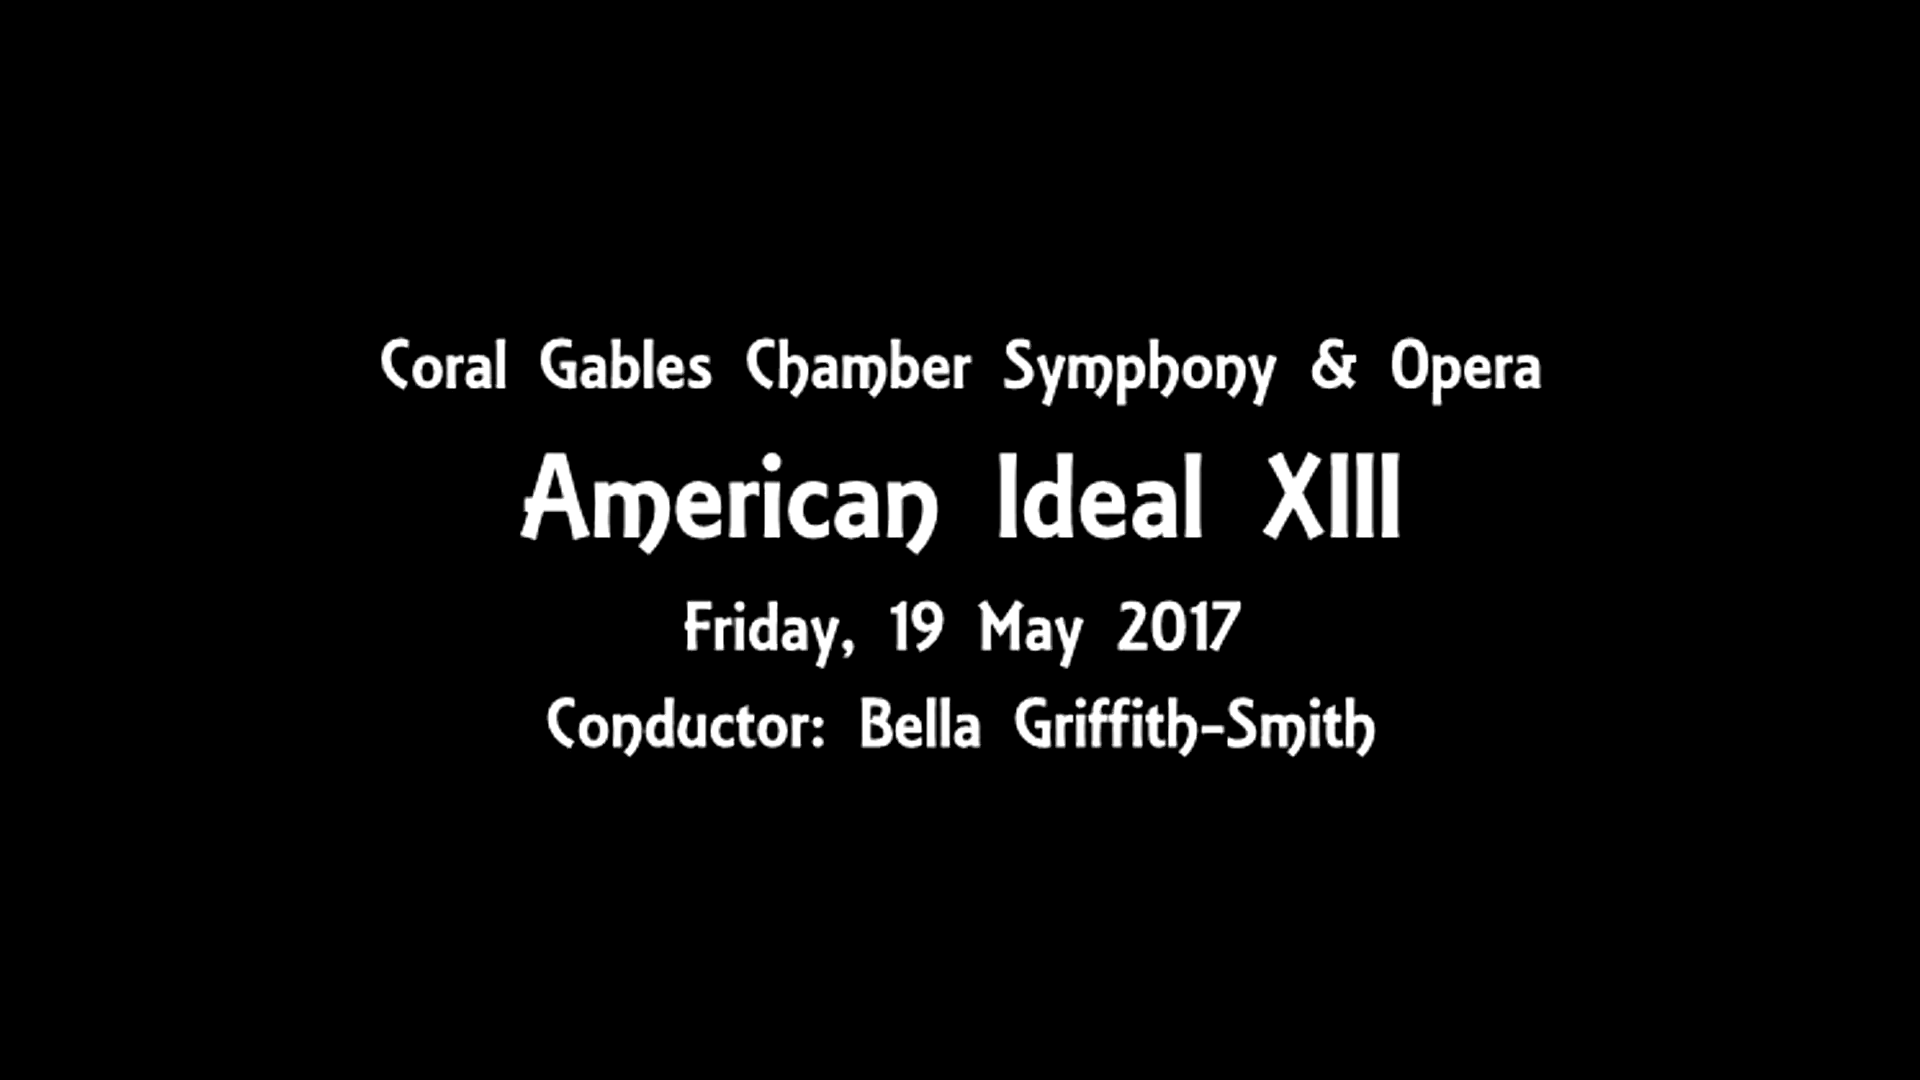 Coral Gables Chamber Symphony & Opera
American Ideal XIII
Friday, 19 May 2017
Conductor: Bella Griffith-Smith